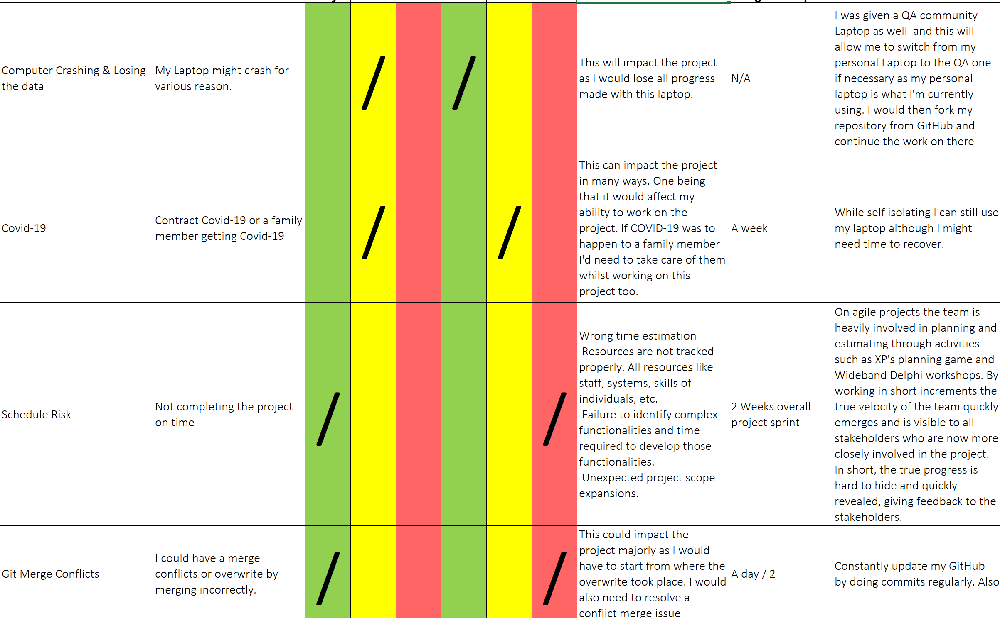 Computer Crashing & Losing
the data
My Laptop might crash for
various reason.
/
/
This will impact the project
as I would lose all progress
made with this laptop.
N/A
I was given a QA community
Laptop as well  and this will
allow me to switch from my
personal Laptop to the QA one
if necessary as my personal
laptop is what I'm currently
using. I would then fork my
repository from GitHub and
continue the work on there
Covid-19
Contract Covid-19 or a family
member getting Covid-19
/
/
This can impact the project
in many ways. One being
that it would affect my
ability to work on the
project. If COVID-19 was to
happen to a family member
I'd need to take care of them
whilst working on this
project too.
A week
While self isolating I can still use
my laptop although I might
need time to recover.
Schedule Risk
Not completing the project
on time
/
/
Wrong time estimation
Resources are not tracked
properly. All resources like
staff, systems, skills of
individuals, etc.
Failure to identify complex
functionalities and time
required to develop those
functionalities.
Unexpected project scope
expansions.
2 Weeks overall
project sprint
On agile projects the team is
heavily involved in planning and
estimating through activities
such as XP's planning game and
Wideband Delphi workshops. By
working in short increments the
true velocity of the team quickly
emerges and is visible to all
stakeholders who are now more
closely involved in the project.
In short, the true progress is
hard to hide and quickly
revealed, giving feedback to the
stakeholders.
Git Merge Conflicts
I could have a merge
conflicts or overwrite by
merging incorrectly.
/
/
This could impact the
project majorly as I would
have to start from where the
overwrite took place. I would
also need to resolve a
conflict merge issue
A day / 2
Constantly update my GitHub
by doing commits regularly. Also